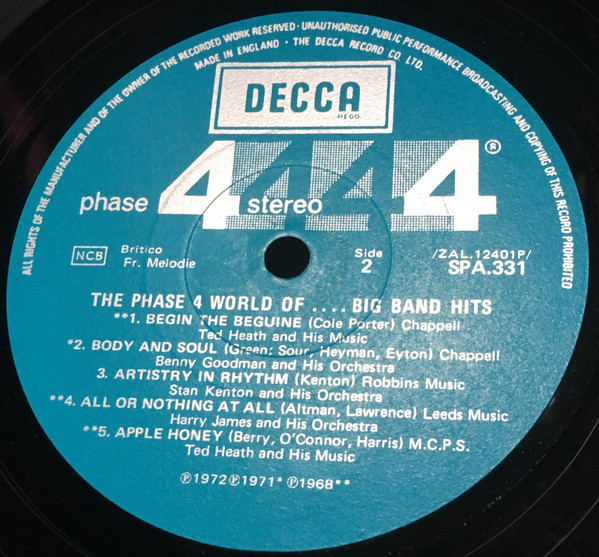 ALL RIGHTS OF THE MANUFACTURER AND OF THE OWNER OF THE RECORDED WORK RESERVED · UNAUTHORISED PUBLIC PERFORMANCE BROADCASTING AND COPYING OF THIS RECORD PROHIBITED
MADE IN ENGLAND · THE DECCA RECORD CO. LTD.
DECCA
REGD.
phase 4 stereo 4 4 4 ®
NCB
Britico
Fr. Melodie
Side
2
/ZAL.12401P/
SPA.331
THE PHASE 4 WORLD OF .... BIG BAND HITS
**1. BEGIN THE BEGUINE (Cole Porter) Chappell
Ted Heath and His Music
*2. BODY AND SOUL (Green; Sour, Heyman, Eyton) Chappell
Benny Goodman and His Orchestra
3. ARTISTRY IN RHYTHM (Kenton) Robbins Music
Stan Kenton and His Orchestra
**4. ALL OR NOTHING AT ALL (Altman, Lawrence) Leeds Music
Harry James and His Orchestra
**5. APPLE HONEY (Berry, O'Connor, Harris) M.C.P.S.
Ted Heath and His Music
℗1972℗1971* ℗1968**